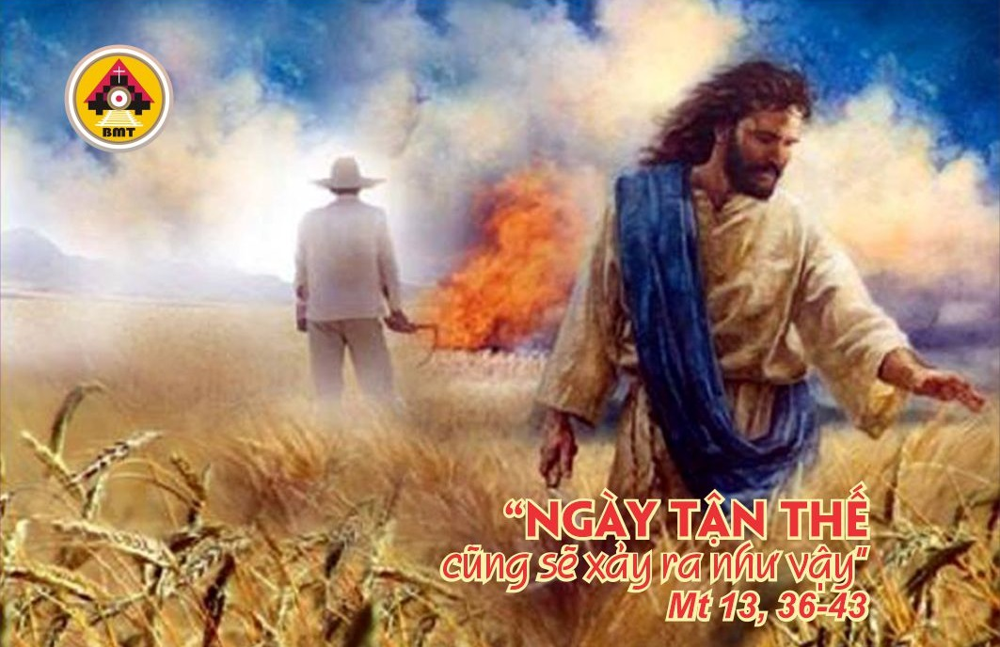 BMT
“NGÀY TẬN THẾ
cũng sẽ xảy ra như vậy”
Mt 13, 36-43